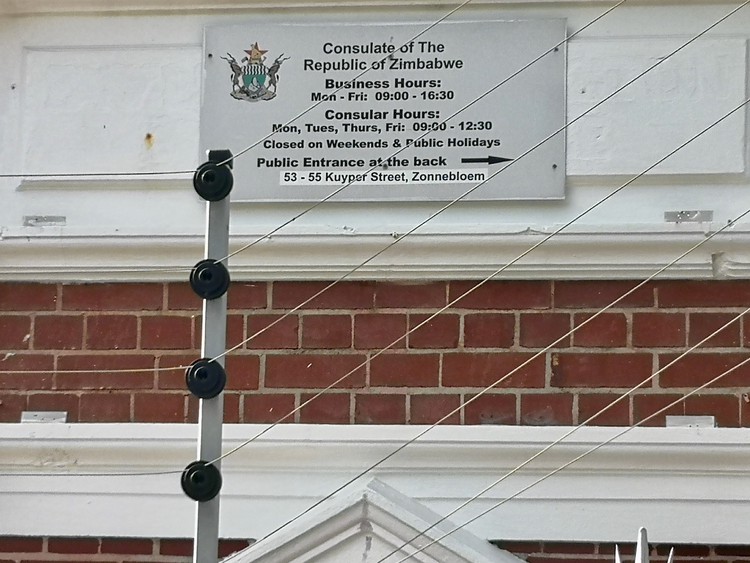 Consulate of The
Republic of Zimbabwe
Business Hours:
Mon - Fri: 09:00 - 16:30
Consular Hours:
Mon, Tues, Thurs, Fri: 09:00 - 12:30
Closed on Weekends & Public Holidays
Public Entrance at the back
53 - 55 Kuyper Street, Zonnebloem